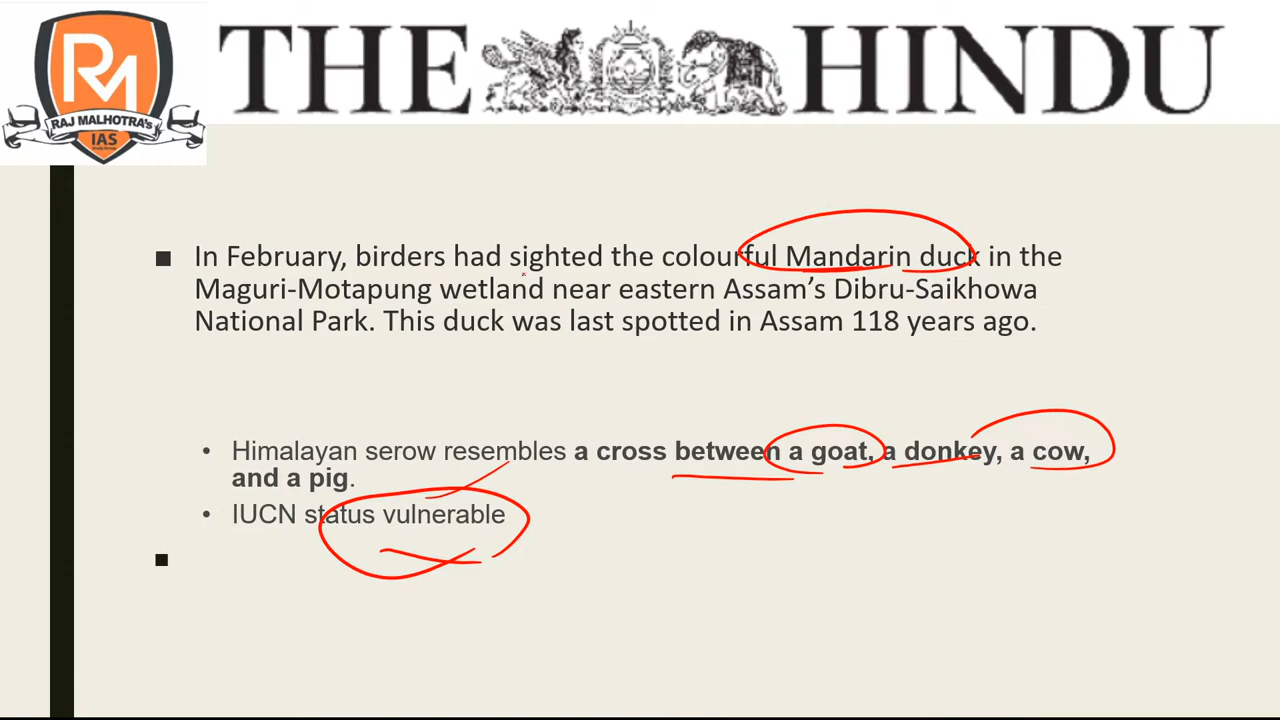 RM
RAJ MALHOTRA'S
IAS
THE HINDU
In February, birders had sighted the colourful Mandarin duck in the
Maguri-Motapung wetland near eastern Assam's Dibru-Saikhowa
National Park. This duck was last spotted in Assam 118 years ago.
Himalayan serow resembles a cross between a goat, a donkey, a cow,
and a pig.
IUCN status vulnerable